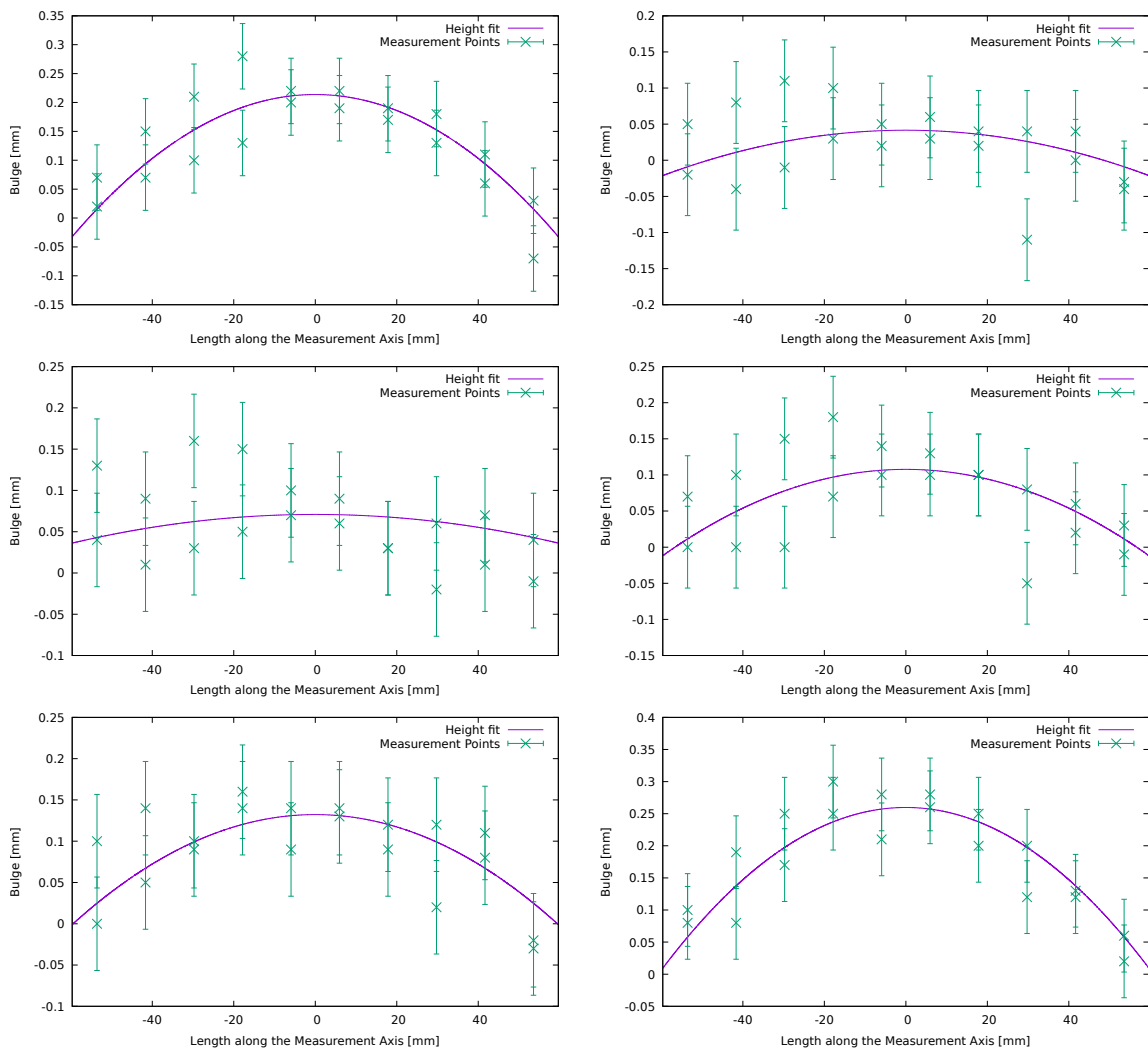 Height fit
Measurement Points
0.35
0.3
0.25
0.2
0.15
0.1
0.05
0
-0.05
-0.1
-0.15
Bulge [mm]
-40 -20 0 20 40
Length along the Measurement Axis [mm]
Height fit
Measurement Points
0.2
0.15
0.1
0.05
0
-0.05
-0.1
-0.15
-0.2
Bulge [mm]
-40 -20 0 20 40
Length along the Measurement Axis [mm]
Height fit
Measurement Points
0.25
0.2
0.15
0.1
0.05
0
-0.05
-0.1
Bulge [mm]
-40 -20 0 20 40
Length along the Measurement Axis [mm]
Height fit
Measurement Points
0.25
0.2
0.15
0.1
0.05
0
-0.05
-0.1
-0.15
Bulge [mm]
-40 -20 0 20 40
Length along the Measurement Axis [mm]
Height fit
Measurement Points
0.25
0.2
0.15
0.1
0.05
0
-0.05
-0.1
Bulge [mm]
-40 -20 0 20 40
Length along the Measurement Axis [mm]
Height fit
Measurement Points
0.4
0.35
0.3
0.25
0.2
0.15
0.1
0.05
0
-0.05
Bulge [mm]
-40 -20 0 20 40
Length along the Measurement Axis [mm]